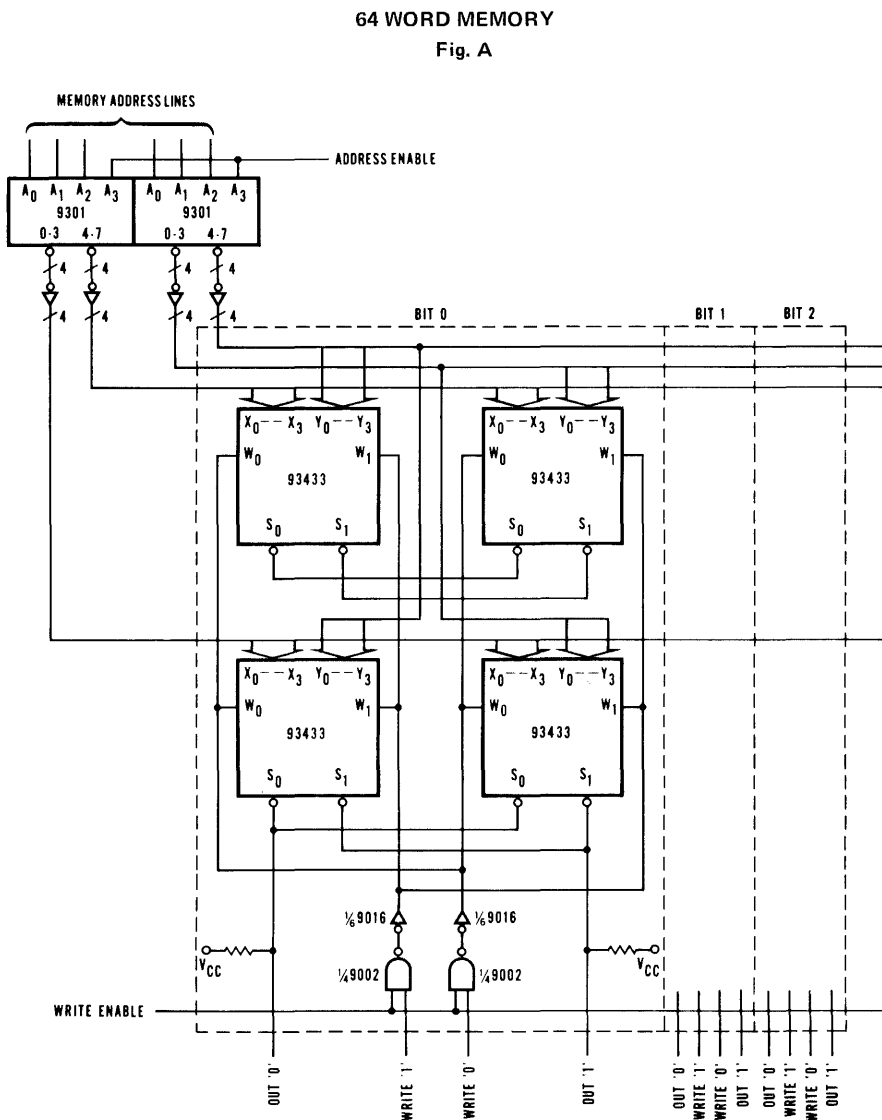 64 WORD MEMORY
Fig. A
MEMORY ADDRESS LINES
ADDRESS ENABLE
A0 A1 A2 A3 A0 A1 A2 A3
9301 9301
0-3 4-7 0-3 4-7
4 4 4 4
4 4 4 4
BIT 0 BIT 1 BIT 2
X0--X3 Y0--Y3 X0--X3 Y0--Y3
W0 W1 W0 W1
93433 93433
S0 S1 S0 S1
X0--X3 Y0--Y3 X0--X3 Y0--Y3
W0 W1 W0 W1
93433 93433
S0 S1 S0 S1
1/6 9016 1/6 9016
VCC VCC
1/4 9002 1/4 9002
WRITE ENABLE
OUT '0'
WRITE '1'
WRITE '0'
OUT '1'
OUT '0'
WRITE '1'
WRITE '0'
OUT '1'
OUT '0'
WRITE '1'
WRITE '0'
OUT '1'